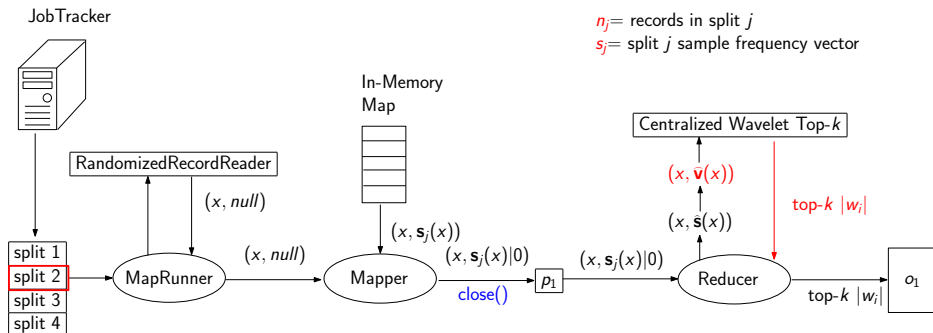 JobTracker
n_j= records in split j
s_j= split j sample frequency vector
In-Memory
Map
Centralized Wavelet Top-k
RandomizedRecordReader
(x, v̂(x))
(x, null)
top-k |w_i|
(x, ŝ(x))
(x, s_j(x))
split 1
split 2
split 3
split 4
MapRunner
(x, null)
Mapper
(x, s_j(x)|0)
close()
p_1
(x, s_j(x)|0)
Reducer
top-k |w_i|
o_1